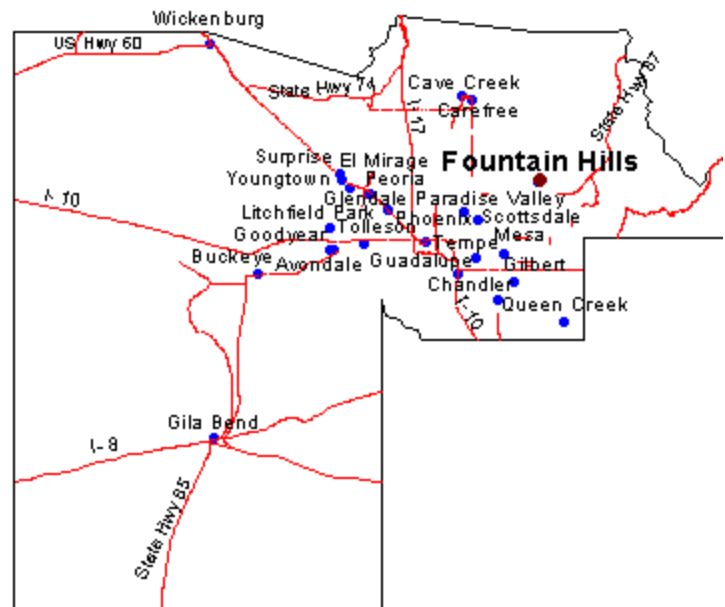 Wickenburg
US Hwy 60
State Hwy 74
I-17
Cave Creek
Carefree
State Hwy 87
Fountain Hills
Surprise
El Mirage
Youngtown
Peoria
Glendale
Paradise Valley
I-10
Litchfield Park
Phoenix
Scottsdale
Goodyear
Tolleson
Tempe
Mesa
Buckeye
Avondale
Guadalupe
Gilbert
Chandler
I-10
Queen Creek
Gila Bend
I-8
State Hwy 85